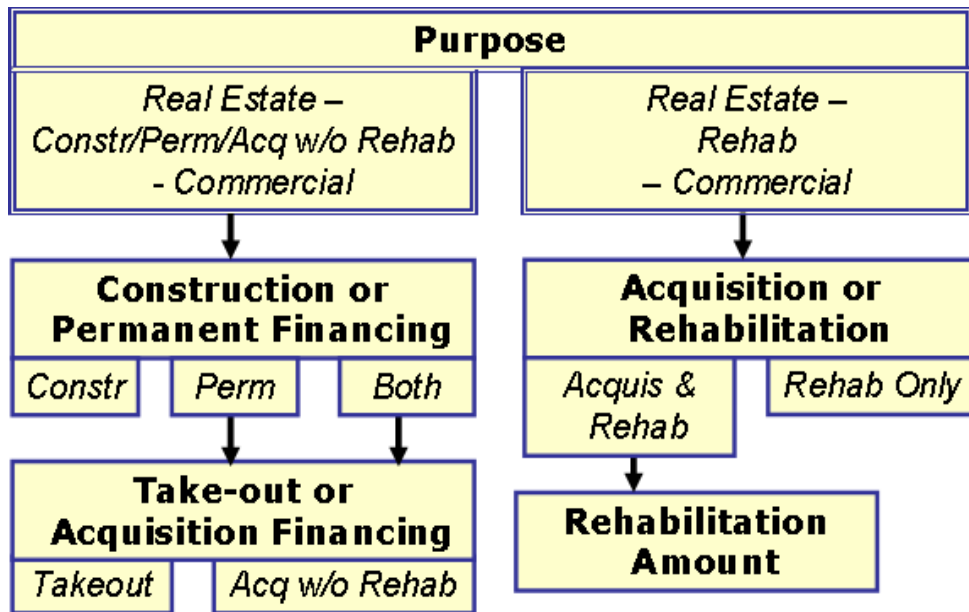 Purpose
Real Estate –
Constr/Perm/Acq w/o Rehab
- Commercial
Real Estate –
Rehab
– Commercial
Construction or
Permanent Financing
Constr
Perm
Both
Acquisition or
Rehabilitation
Acquis &
Rehab
Rehab Only
Take-out or
Acquisition Financing
Takeout
Acq w/o Rehab
Rehabilitation
Amount